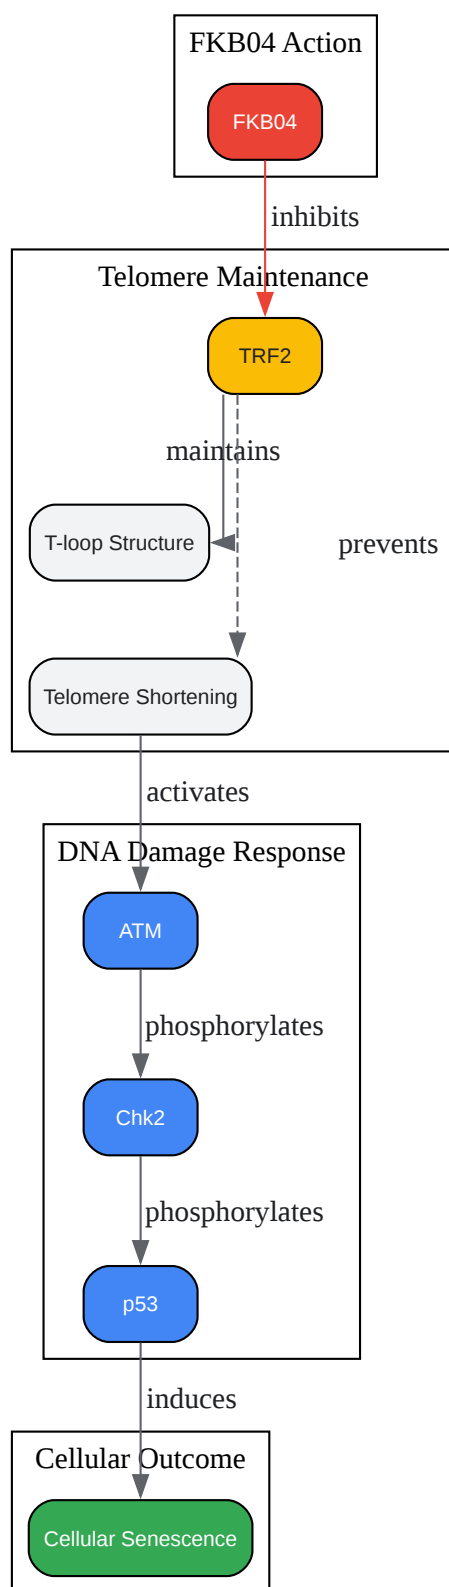 FKB04 Action
FKB04
inhibits
Telomere Maintenance
TRF2
maintains
T-loop Structure
prevents
Telomere Shortening
activates
DNA Damage Response
ATM
phosphorylates
Chk2
phosphorylates
p53
induces
Cellular Outcome
Cellular Senescence